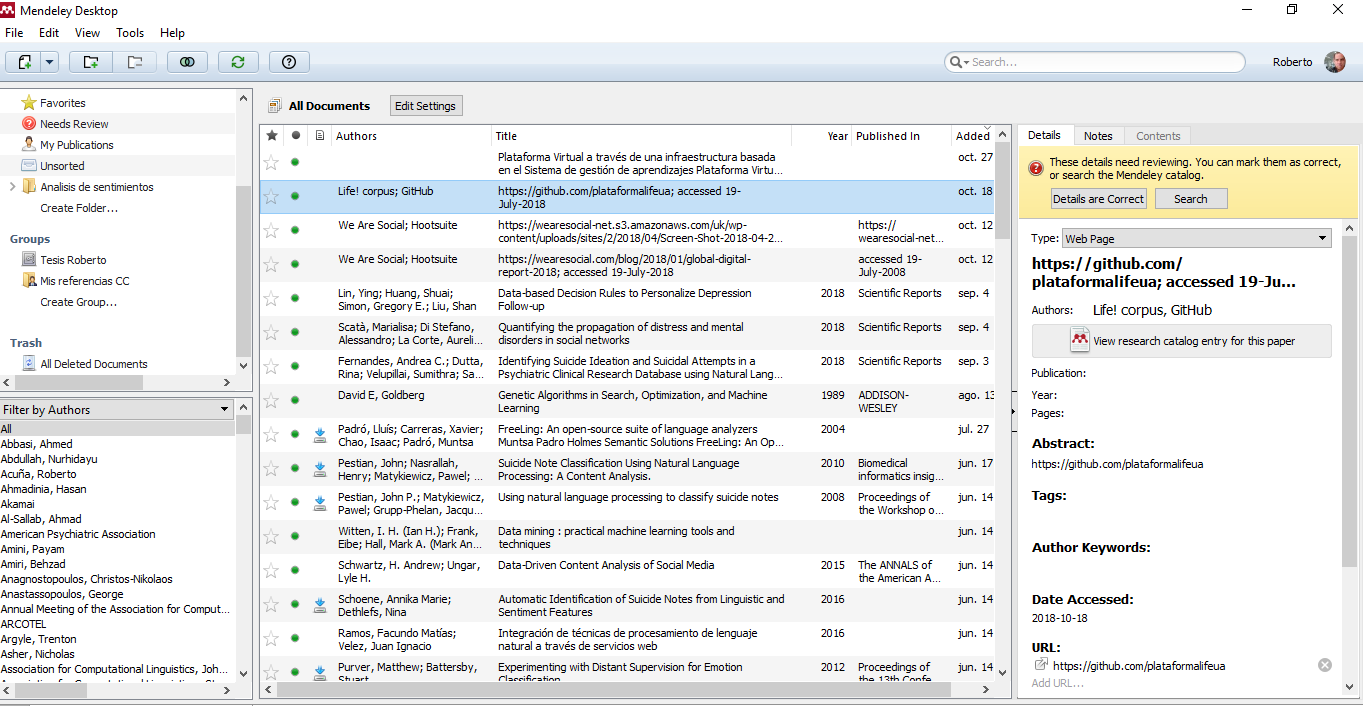 Mendeley Desktop
File Edit View Tools Help
Search...
Roberto
Favorites
Needs Review
My Publications
Unsorted
Analisis de sentimientos
Create Folder...
Groups
Tesis Roberto
Mis referencias CC
Create Group...
Trash
All Deleted Documents
Filter by Authors
All
Abbasi, Ahmed
Abdullah, Nurhidayu
Acuña, Roberto
Ahmadinia, Hasan
Akamai
Al-Sallab, Ahmad
American Psychiatric Association
Amini, Payam
Amiri, Behzad
Anagnostopoulos, Christos-Nikolaos
Anastassopoulos, George
Annual Meeting of the Association for Comput...
ARCOTEL
Argyle, Trenton
Asher, Nicholas
Association for Computational Linguistics, Joh...
All Documents Edit Settings
Authors Title Year Published In Added
Plataforma Virtual a través de una infraestructura basada oct. 27
en el Sistema de gestión de aprendizajes Plataforma Virtu...
Life! corpus; GitHub https://github.com/plataformalifeua; accessed 19- oct. 18
July-2018
We Are Social; Hootsuite https://wearesocial-net.s3.amazonaws.com/uk/wp- https:// oct. 12
content/uploads/sites/2/2018/04/Screen-Shot-2018-04-2... wearesocial-net...
We Are Social; Hootsuite https://wearesocial.com/blog/2018/01/global-digital- accessed 19- oct. 12
report-2018; accessed 19-July-2018 July-2008
Lin, Ying; Huang, Shuai; Data-based Decision Rules to Personalize Depression 2018 Scientific Reports sep. 4
Simon, Gregory E.; Liu, Shan Follow-up
Scatà, Marialisa; Di Stefano, Quantifying the propagation of distress and mental 2018 Scientific Reports sep. 4
Alessandro; La Corte, Aureli... disorders in social networks
Fernandes, Andrea C.; Dutta, Identifying Suicide Ideation and Suicidal Attempts in a 2018 Scientific Reports sep. 3
Rina; Velupillai, Sumithra; Sa... Psychiatric Clinical Research Database using Natural Lang...
David E, Goldberg Genetic Algorithms in Search, Optimization, and Machine 1989 ADDISON- ago. 13
Learning WESLEY
Padró, Lluís; Carreras, Xavier; FreeLing: An open-source suite of language analyzers 2004 jul. 27
Chao, Isaac; Padró, Muntsa Muntsa Padro Holmes Semantic Solutions FreeLing: An Op...
Pestian, John; Nasrallah, Suicide Note Classification Using Natural Language 2010 Biomedical jun. 17
Henry; Matykiewicz, Pawel; ... Processing: A Content Analysis. informatics insig...
Pestian, John P.; Matykiewicz, Using natural language processing to classify suicide notes 2008 Proceedings of jun. 14
Pawel; Grupp-Phelan, Jacqu... the Workshop o...
Witten, I. H. (Ian H.); Frank, Data mining : practical machine learning tools and jun. 14
Eibe; Hall, Mark A. (Mark An... techniques
Schwartz, H. Andrew; Ungar, Data-Driven Content Analysis of Social Media 2015 The ANNALS of jun. 14
Lyle H. the American A...
Schoene, Annika Marie; Automatic Identification of Suicide Notes from Linguistic and 2016 jun. 14
Dethlefs, Nina Sentiment Features
Ramos, Facundo Matías; Integración de técnicas de procesamiento de lenguaje 2016 jun. 14
Velez, Juan Ignacio natural a través de servicios web
Purver, Matthew; Battersby, Experimenting with Distant Supervision for Emotion 2012 Proceedings of jun. 14
Stuart Classification the 13th Confe
Details Notes Contents
These details need reviewing. You can mark them as correct,
or search the Mendeley catalog.
Details are Correct Search
Type: Web Page
https://github.com/
plataformalifeua; accessed 19-Ju...
Authors: Life! corpus, GitHub
View research catalog entry for this paper
Publication:
Year:
Pages:
Abstract:
https://github.com/plataformalifeua
Tags:
Author Keywords:
Date Accessed:
2018-10-18
URL:
https://github.com/plataformalifeua
Add URL...